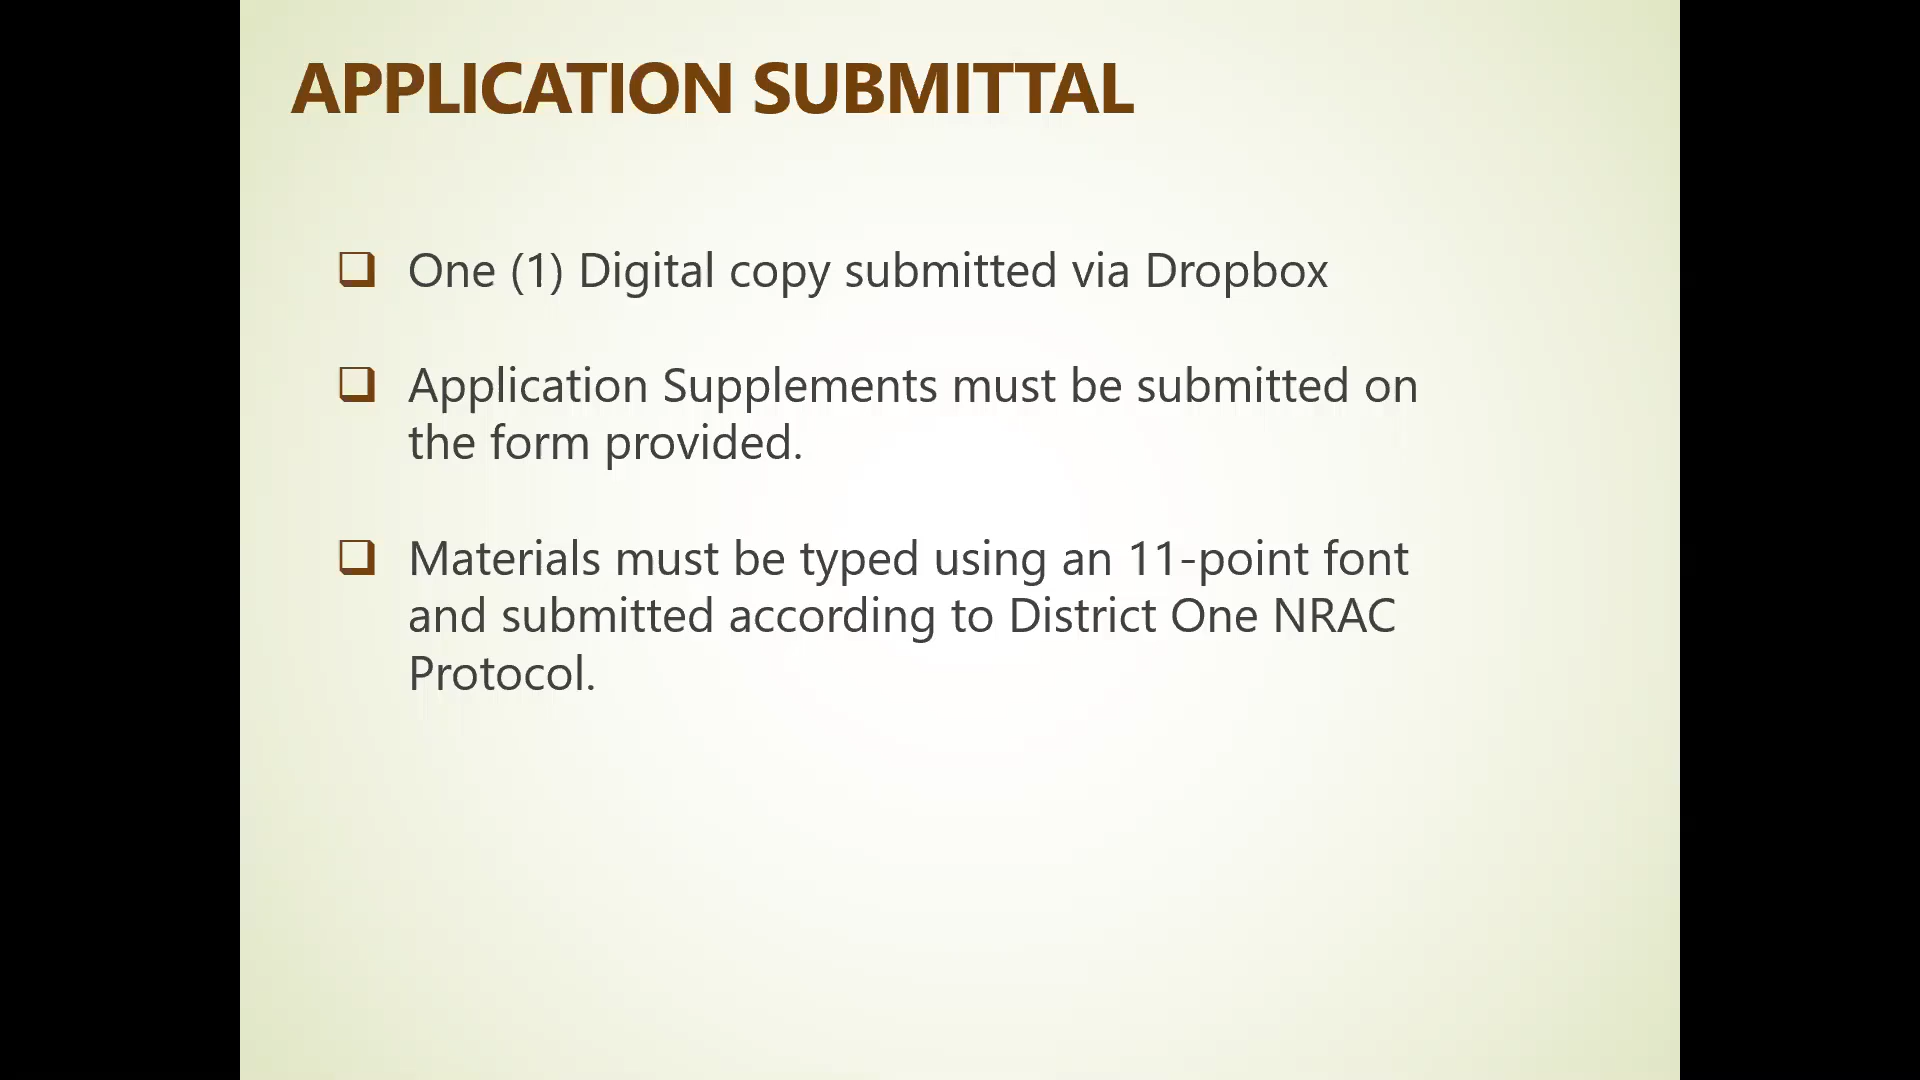 APPLICATION SUBMITTAL
One (1) Digital copy submitted via Dropbox
Application Supplements must be submitted on
the form provided.
Materials must be typed using an 11-point font
and submitted according to District One NRAC
Protocol.